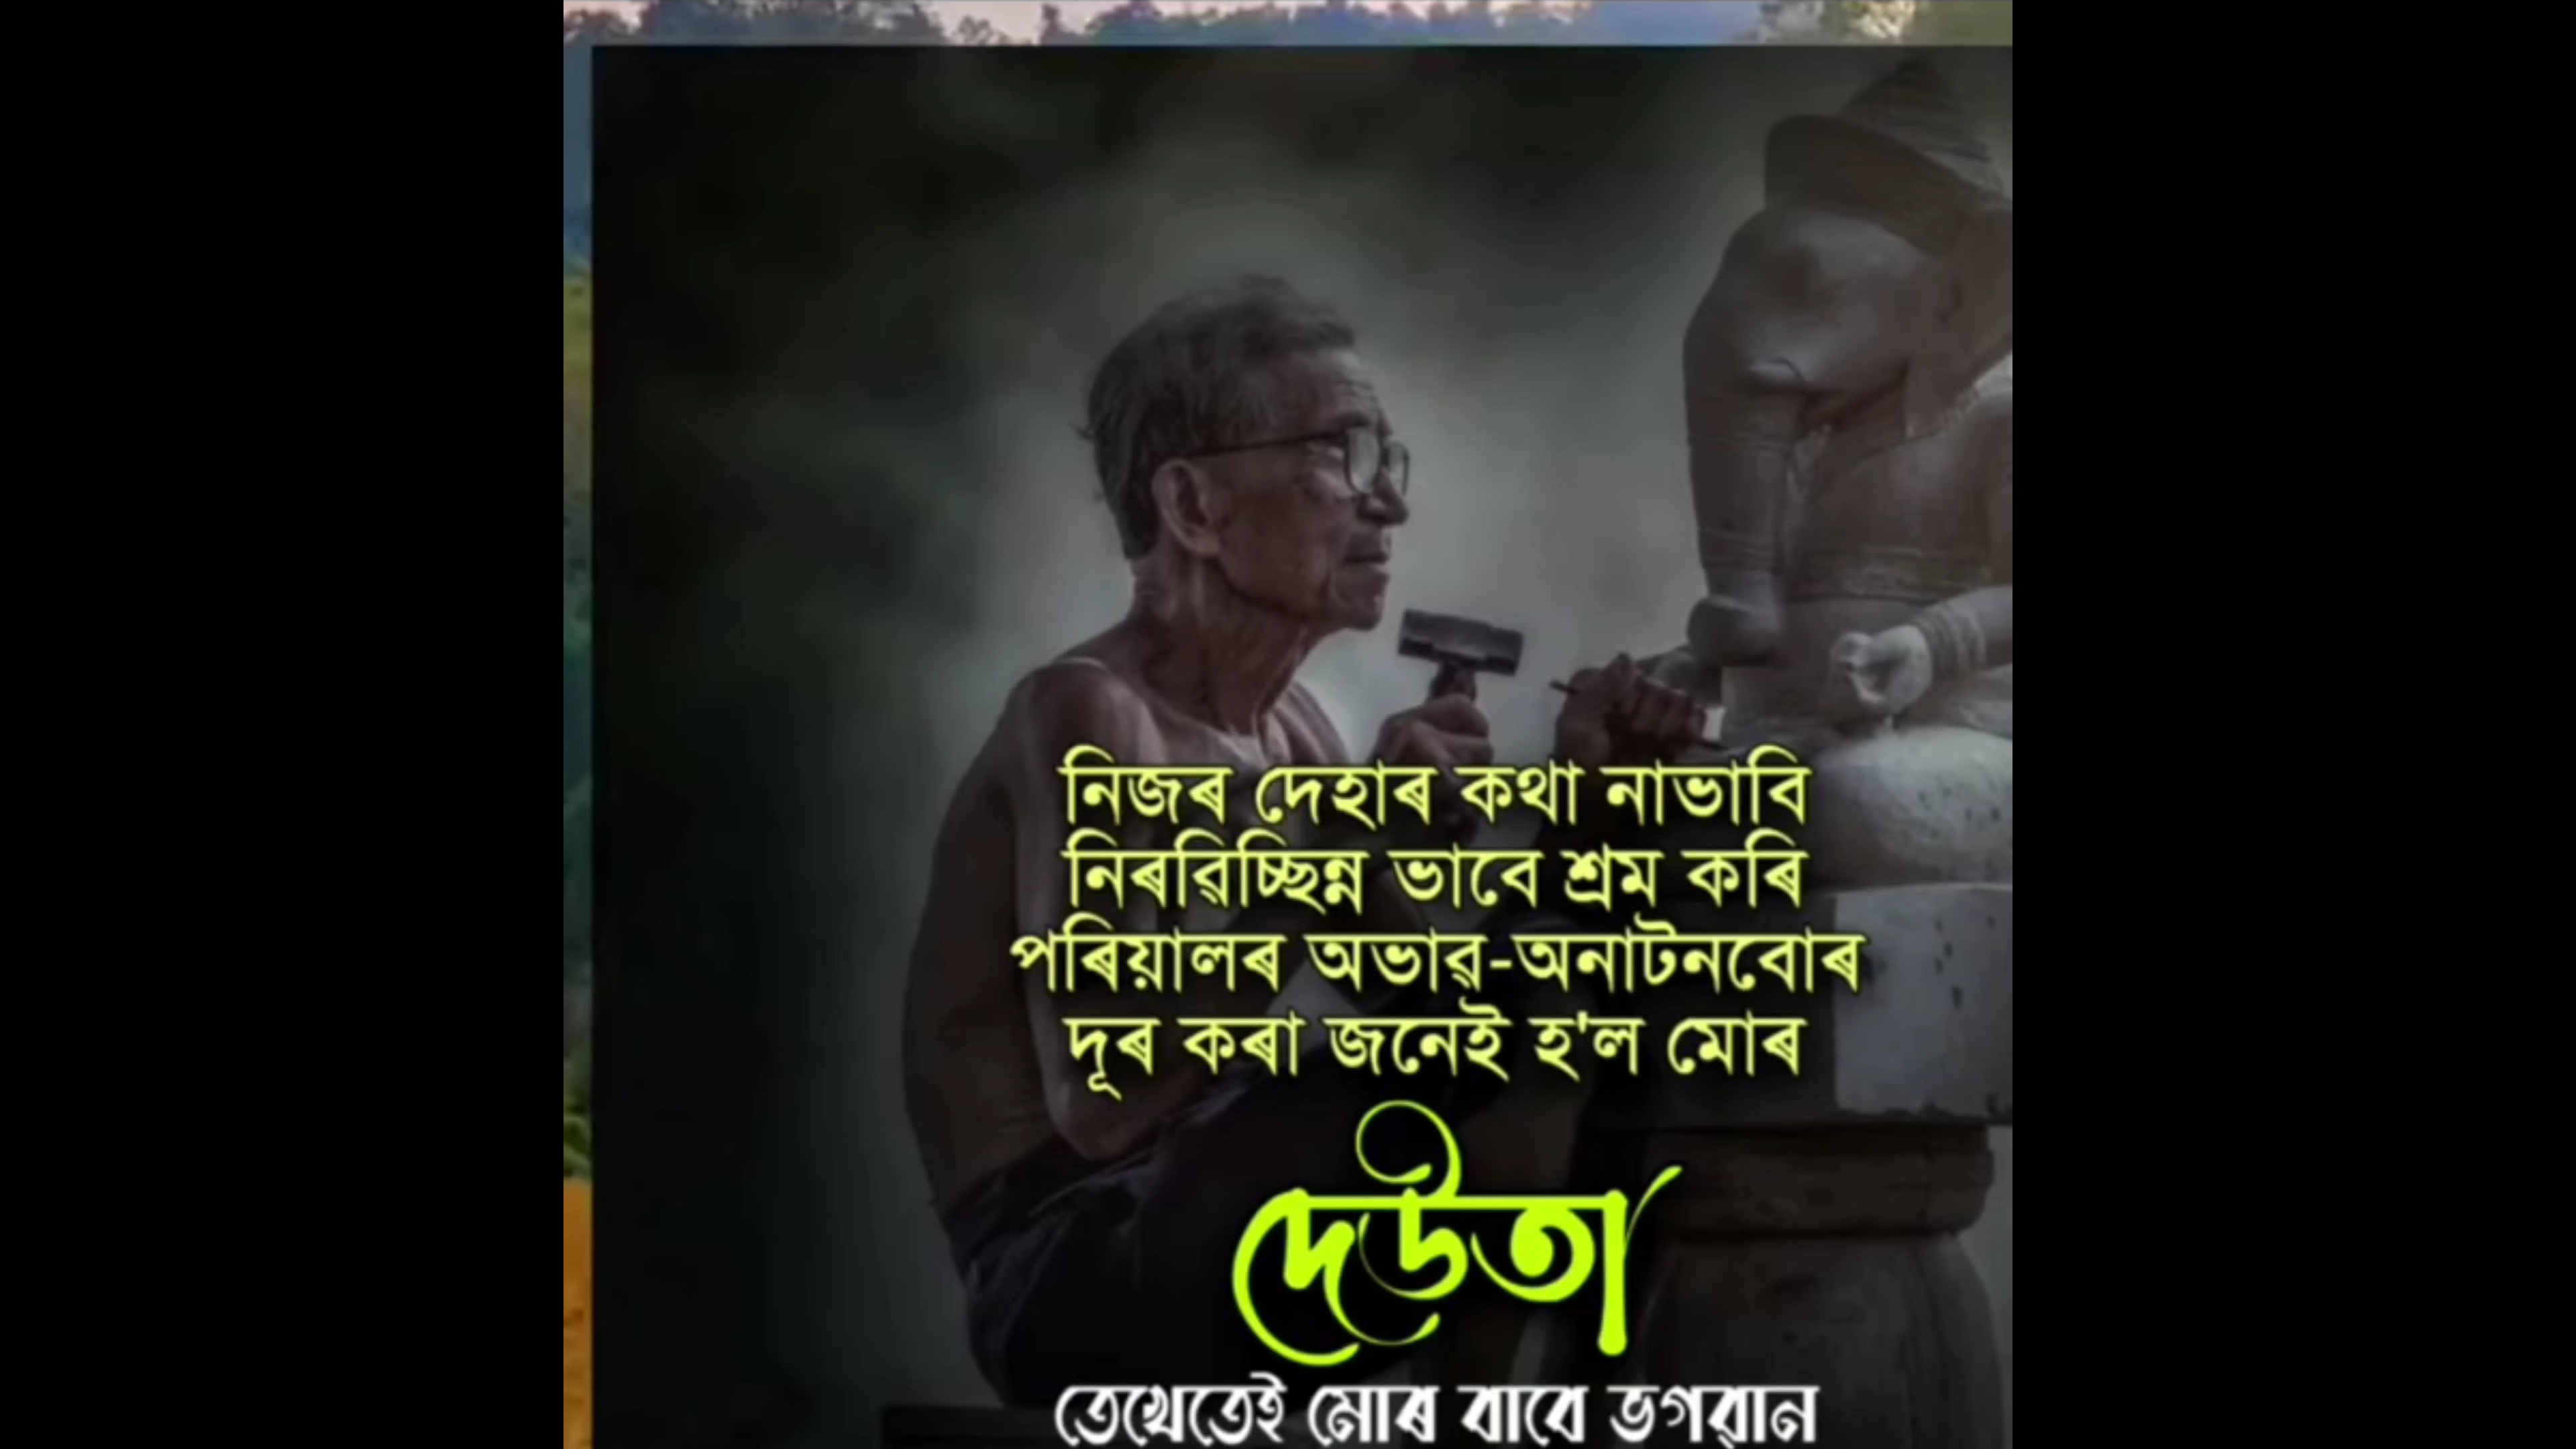 নিজৰ দেহাৰ কথা নাভাবি
নিৰৱিচ্ছিন্ন ভাবে শ্ৰম কৰি
পৰিয়ালৰ অভাৱ-অনাটনবোৰ
দূৰ কৰা জনেই হ'ল মোৰ
দেউতা
তেখেতেই মোৰ বাবে ভগৱান